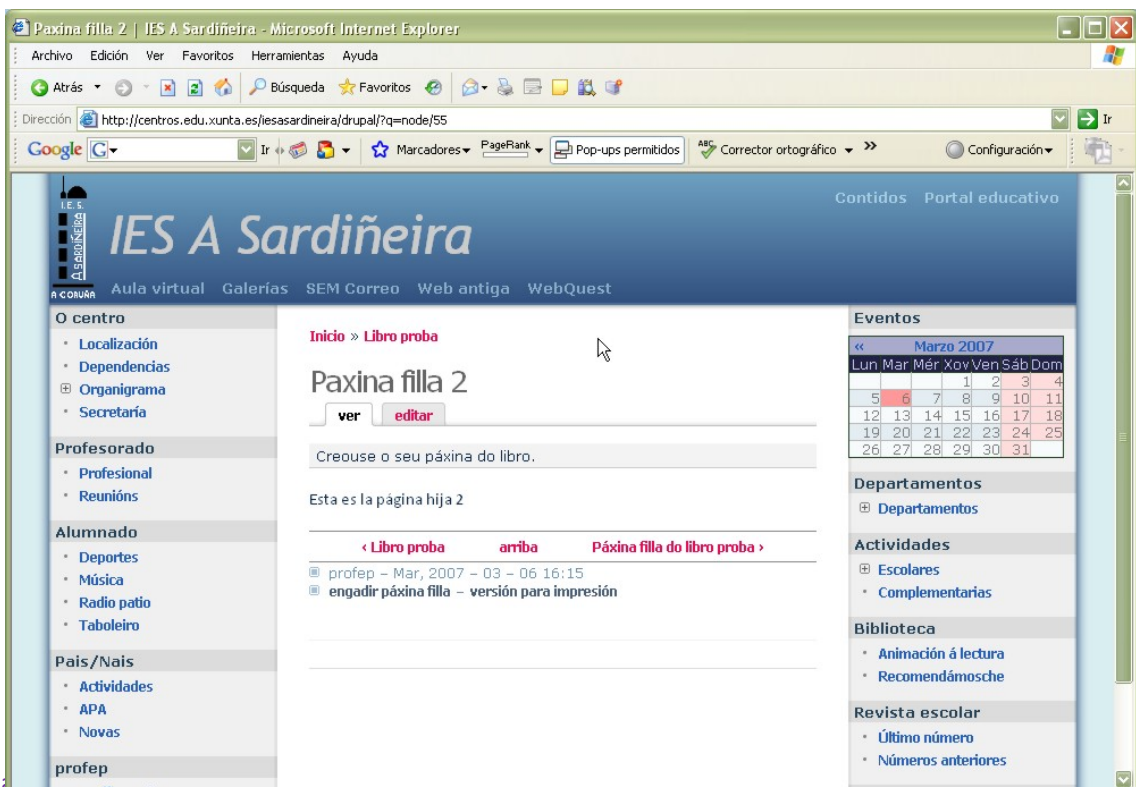 Paxina filla 2 | IES A Sardiñeira - Microsoft Internet Explorer
Archivo Edición Ver Favoritos Herramientas Ayuda
Atrás Búsqueda Favoritos
Dirección http://centros.edu.xunta.es/iesasardineira/drupal/?q=node/55 Ir
Google G Ir Marcadores PageRank Pop-ups permitidos ABC Corrector ortográfico » Configuración
Contidos Portal educativo
I.E.S.
A SARDIÑEIRA
A CORUÑA
IES A Sardiñeira
Aula virtual Galerías SEM Correo Web antiga WebQuest
O centro
Localización
Dependencias
Organigrama
Secretaría
Profesorado
Profesional
Reunións
Alumnado
Deportes
Música
Radio patio
Taboleiro
Pais/Nais
Actividades
APA
Novas
profep
Inicio » Libro proba
Paxina filla 2
ver editar
Creouse o seu páxina do libro.
Esta es la página hija 2
‹ Libro proba arriba Páxina filla do libro proba ›
profep – Mar, 2007 – 03 – 06 16:15
engadir páxina filla – versión para impresión
Eventos
« Marzo 2007
Lun Mar Mér Xov Ven Sáb Dom
1 2 3 4
5 6 7 8 9 10 11
12 13 14 15 16 17 18
19 20 21 22 23 24 25
26 27 28 29 30 31
Departamentos
Departamentos
Actividades
Escolares
Complementarias
Biblioteca
Animación á lectura
Recomendámosche
Revista escolar
Último número
Números anteriores